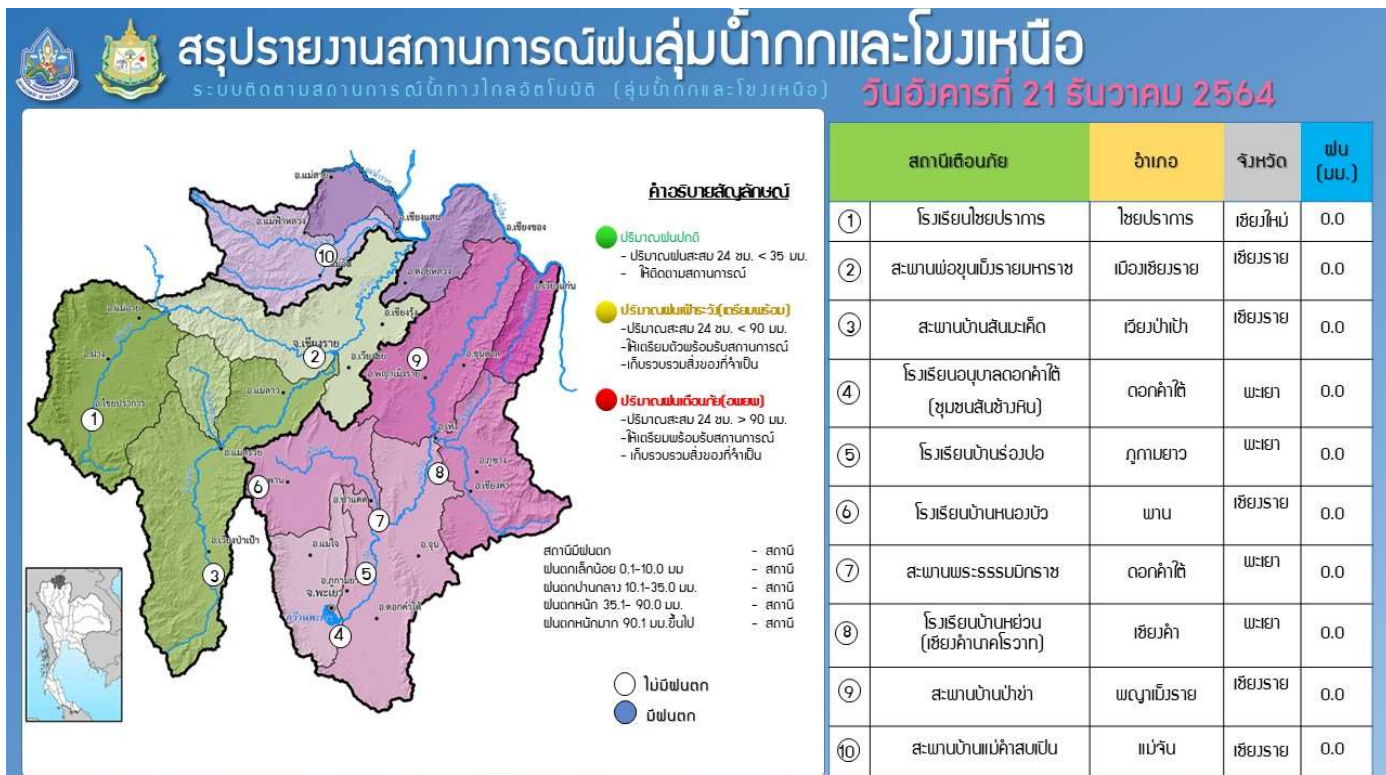 สรุปรายงานสถานการณ์ฝนลุ่มน้ำกกและโขงเหนือ
ระบบติดตามสถานการณ์น้ำทางไกลอัตโนมัติ (ลุ่มน้ำกกและโขงเหนือ)
วันอังคารที่ 21 ธันวาคม 2564
อ.แม่สาย
อ.แม่ฟ้าหลวง
อ.เชียงแสน
อ.เชียงของ
10
อ.ดอยหลวง
อ.เวียงแก่น
อ.แม่อาย
อ.เชียงรุ้ง
จ.เชียงราย
2
อ.ฝาง
9
อ.ขุนตาล
อ.พญาเม็งราย
อ.แม่ลาว
อ.ไชยปราการ
1
อ.เทิง
อ.แม่สรวย
8
อ.ภูซาง
อ.เชียงคำ
6
อ.ป่าแดด
7
อ.เวียงป่าเป้า
อ.แม่ใจ
อ.จุน
3
5
จ.พะเยา
อ.ดอกคำใต้
4
คำอธิบายสัญลักษณ์
ปริมาณฝนปกติ
- ปริมาณฝนสะสม 24 ชม. < 35 มม.
- ให้ติดตามสถานการณ์
ปริมาณฝนเฝ้าระวัง(เตรียมพร้อม)
-ปริมาณสะสม 24 ชม. < 90 มม.
-ให้เตรียมตัวพร้อมรับสถานการณ์
-เก็บรวบรวมสิ่งของที่จำเป็น
ปริมาณฝนเตือนภัย(อพยพ)
-ปริมาณสะสม 24 ชม. > 90 มม.
-ให้เตรียมพร้อมรับสถานการณ์
- เก็บรวบรวมสิ่งของที่จำเป็น
สถานีมีฝนตก - สถานี
ฝนตกเล็กน้อย 0.1-10.0 มม - สถานี
ฝนตกปานกลาง 10.1-35.0 มม. - สถานี
ฝนตกหนัก 35.1- 90.0 มม. - สถานี
ฝนตกหนักมาก 90.1 มม.ขึ้นไป - สถานี
ไม่มีฝนตก
มีฝนตก
สถานีเตือนภัย อำเภอ จังหวัด ฝน (มม.)
1 โรงเรียนไชยปราการ ไชยปราการ เชียงใหม่ 0.0
2 สะพานพ่อขุนเม็งรายมหาราช เมืองเชียงราย เชียงราย 0.0
3 สะพานบ้านสันมะเค็ด เวียงป่าเป้า เชียงราย 0.0
4 โรงเรียนอนุบาลดอกคำใต้ (ชุมชนสันช้างหิน) ดอกคำใต้ พะเยา 0.0
5 โรงเรียนบ้านร่องปอ ภูกามยาว พะเยา 0.0
6 โรงเรียนบ้านหนองบัว พาน เชียงราย 0.0
7 สะพานพระธรรมมิกราช ดอกคำใต้ พะเยา 0.0
8 โรงเรียนบ้านหย่วน (เชียงคำนาคโรวาท) เชียงคำ พะเยา 0.0
9 สะพานบ้านป่าข่า พญาเม็งราย เชียงราย 0.0
10 สะพานบ้านแม่คำสบเปิน แม่จัน เชียงราย 0.0